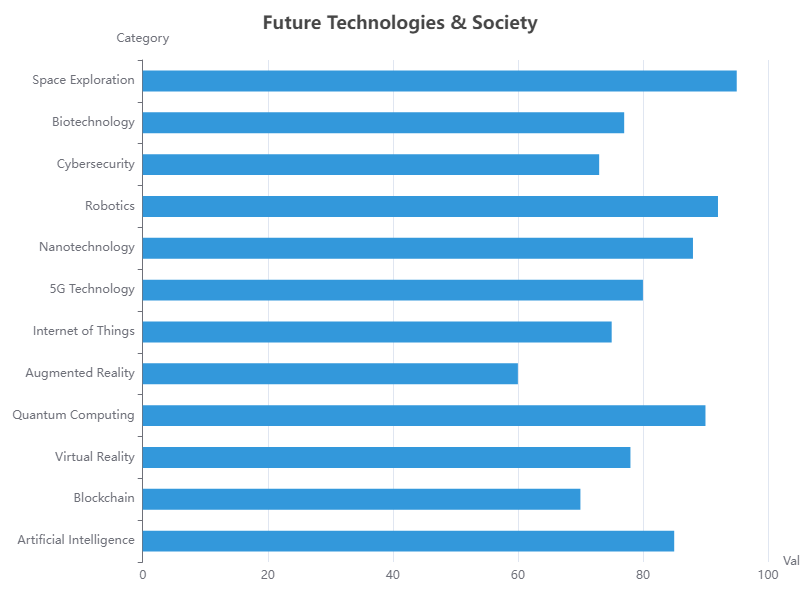 Future Technologies & Society
Category
Space Exploration
Biotechnology
Cybersecurity
Robotics
Nanotechnology
5G Technology
Internet of Things
Augmented Reality
Quantum Computing
Virtual Reality
Blockchain
Artificial Intelligence
0 20 40 60 80 100
Val